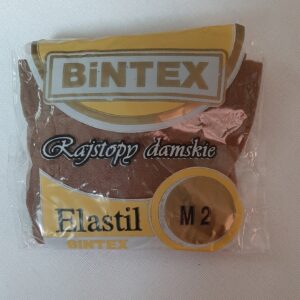 BiNTEX
Rajstopy damskie
Elastil
M 2
BINTEX